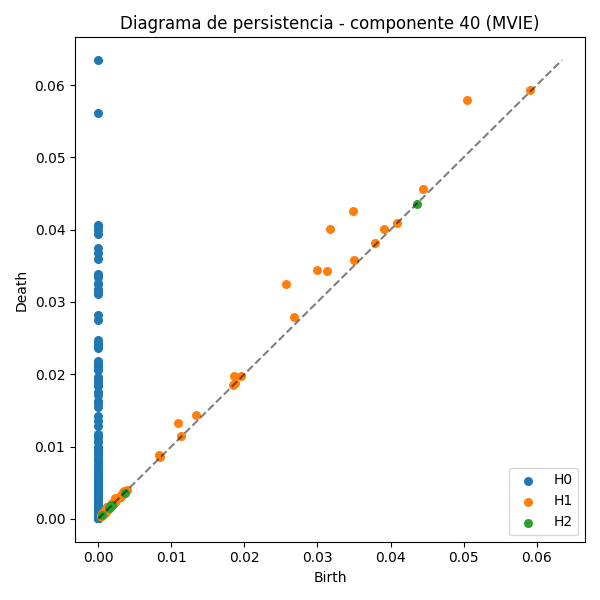 Diagrama de persistencia - componente 40 (MVIE)
Death
0.06
0.05
0.04
0.03
0.02
0.01
0.00
0.00 0.01 0.02 0.03 0.04 0.05 0.06
Birth
H0
H1
H2